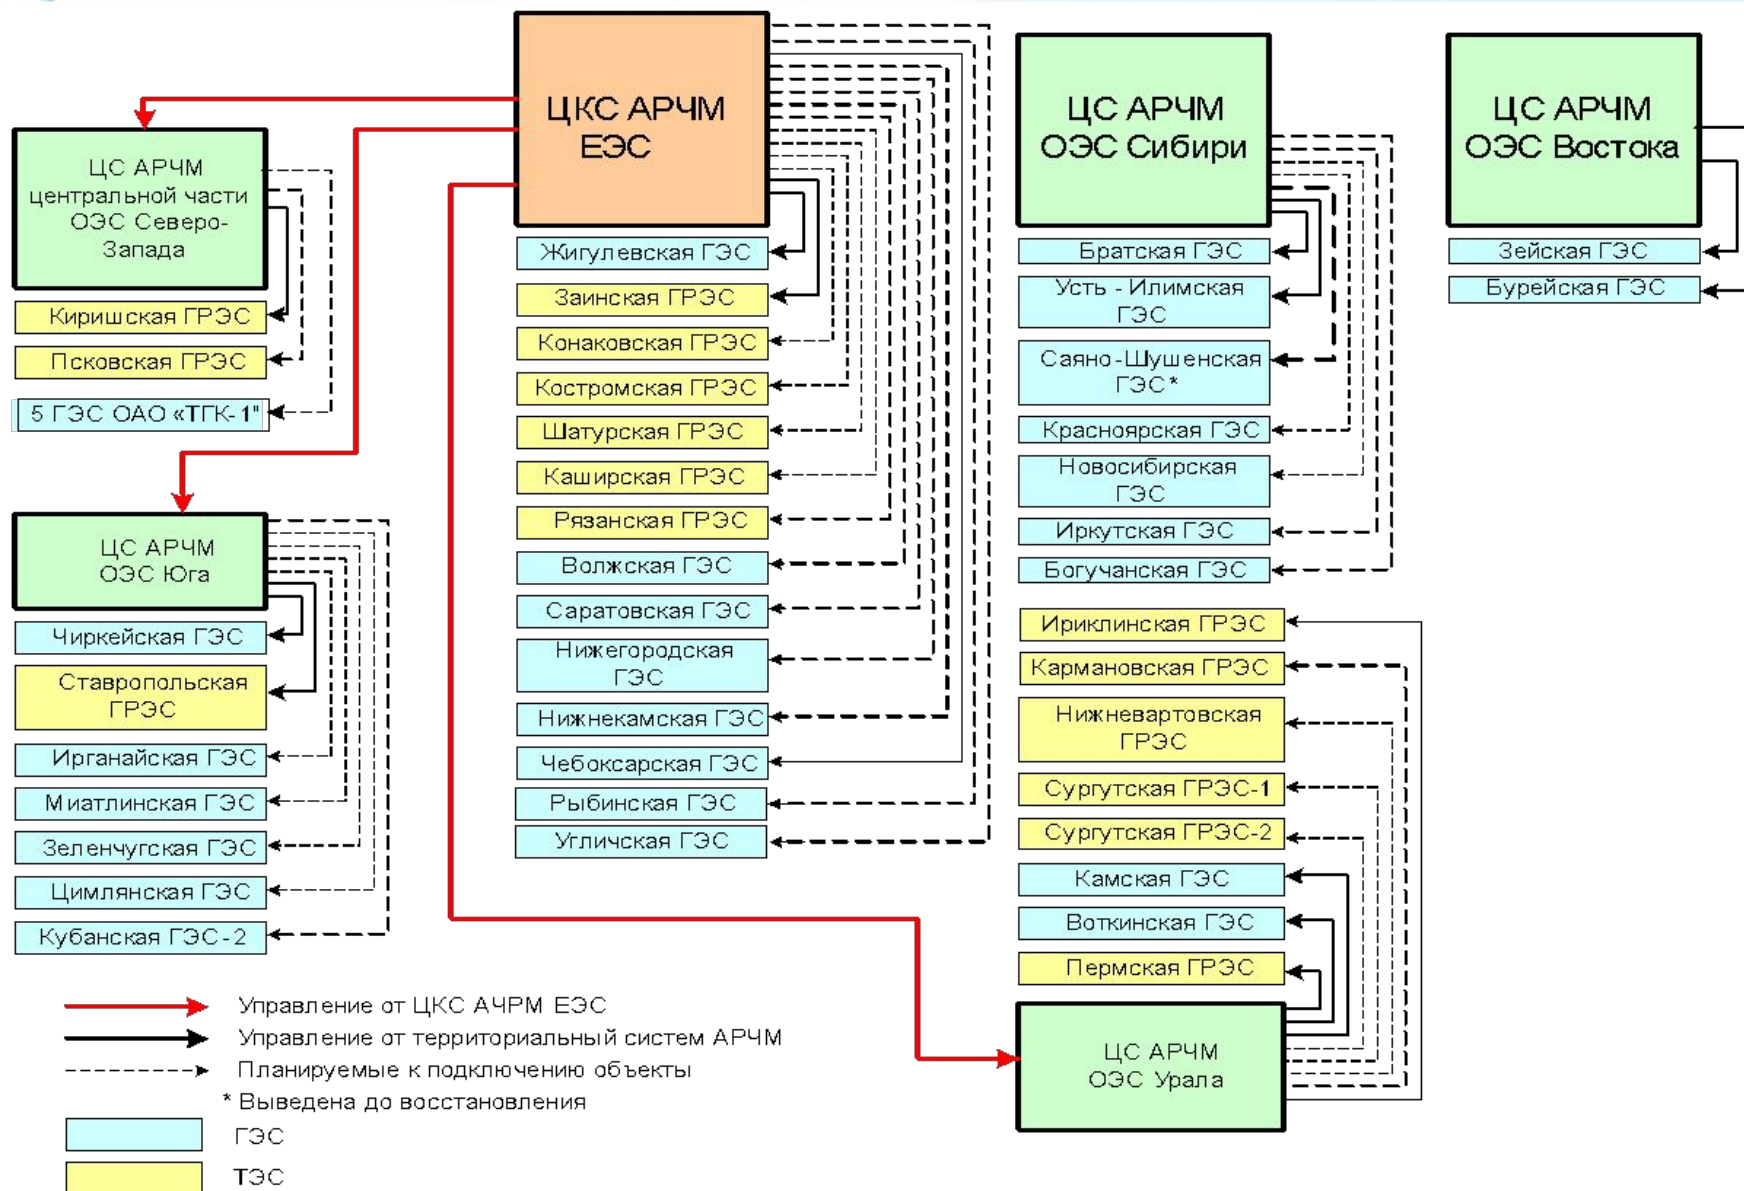 ЦКС АРЧМ
ЕЭС
Жигулевская ГЭС
Заинская ГРЭС
Конаковская ГРЭС
Костромская ГРЭС
Шатурская ГРЭС
Каширская ГРЭС
Рязанская ГРЭС
Волжская ГЭС
Саратовская ГЭС
Нижегородская
ГЭС
Нижнекамская ГЭС
Чебоксарская ГЭС
Рыбинская ГЭС
Угличская ГЭС
ЦС АРЧМ
центральной части
ОЭС Северо-
Запада
Киришская ГРЭС
Псковская ГРЭС
5 ГЭС ОАО «ТГК-1"
ЦС АРЧМ
ОЭС Юга
Чиркейская ГЭС
Ставропольская
ГРЭС
Ирганайская ГЭС
Миатлинская ГЭС
Зеленчугская ГЭС
Цимлянская ГЭС
Кубанская ГЭС-2
ЦС АРЧМ
ОЭС Сибири
Братская ГЭС
Усть - Илимская
ГЭС
Саяно-Шушенская
ГЭС*
Красноярская ГЭС
Новосибирская
ГЭС
Иркутская ГЭС
Богучанская ГЭС
ЦС АРЧМ
ОЭС Востока
Зейская ГЭС
Бурейская ГЭС
Ириклинская ГРЭС
Кармановская ГРЭС
Нижневартовская
ГРЭС
Сургутская ГРЭС-1
Сургутская ГРЭС-2
Камская ГЭС
Воткинская ГЭС
Пермская ГРЭС
ЦС АРЧМ
ОЭС Урала
Управление от ЦКС АЧРМ ЕЭС
Управление от территориальный систем АРЧМ
Планируемые к подключению объекты
* Выведена до восстановления
ГЭС
ТЭС